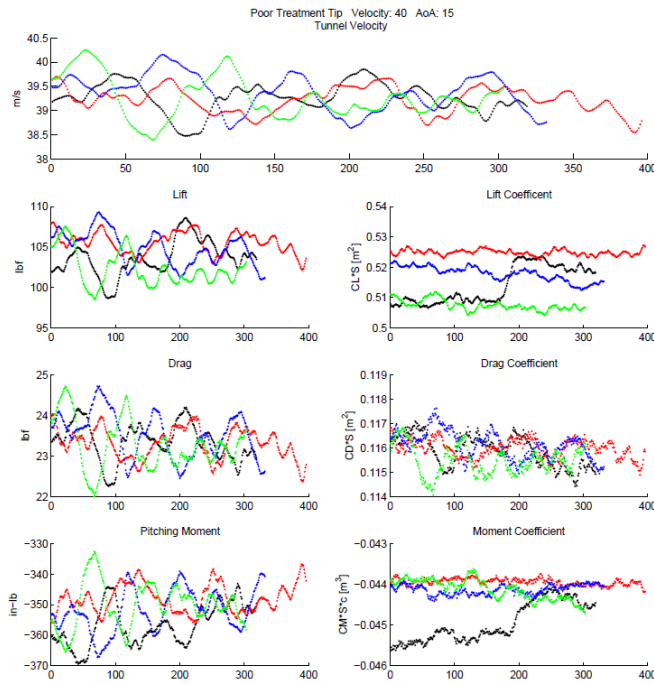 Poor Treatment Tip Velocity: 40 AoA: 15
Tunnel Velocity
40.5
40
39.5
m/s
39
38.5
38
0 50 100 150 200 250 300 350 400
Lift Lift Coefficent
110 0.54
105 0.53
lbf CL*S [m²]
0.52
100 0.51
95 0.5
0 100 200 300 400 0 100 200 300 400
Drag Drag Coefficient
25 0.119
0.118
24 0.117
lbf CD*S [m²]
0.116
23 0.115
22 0.114
0 100 200 300 400 0 100 200 300 400
Pitching Moment Moment Coefficient
−330 −0.043
−340 −0.044
in−lb CM*S*c [m³]
−350
−360 −0.045
−370 −0.046
0 100 200 300 400 0 100 200 300 400